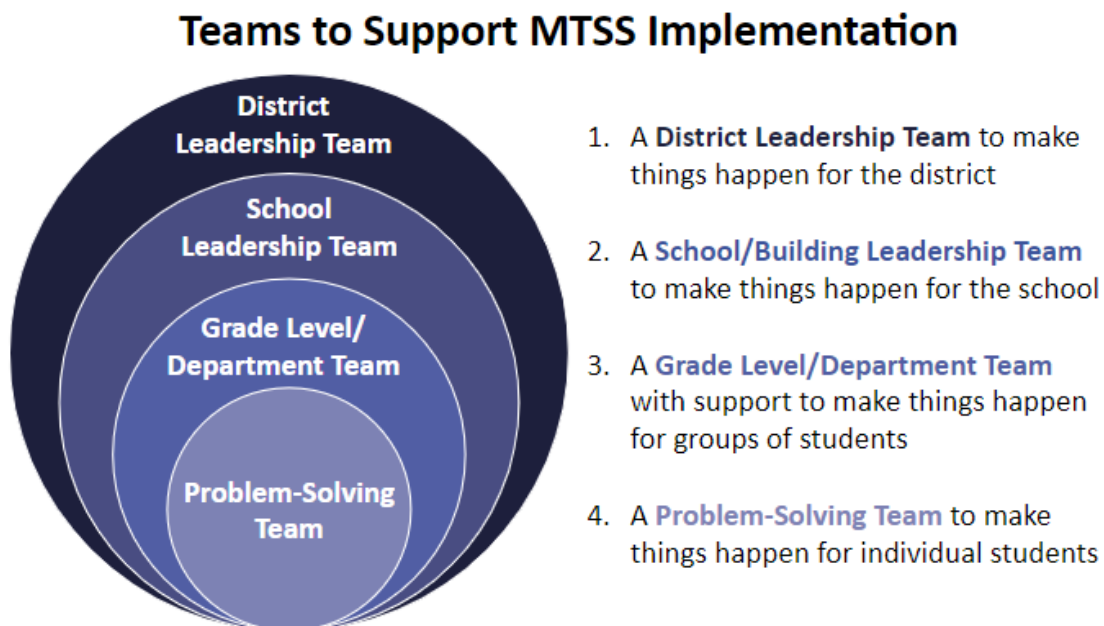 Teams to Support MTSS Implementation
District
Leadership Team
School
Leadership Team
Grade Level/
Department Team
Problem-Solving
Team
1. A District Leadership Team to make
things happen for the district
2. A School/Building Leadership Team
to make things happen for the school
3. A Grade Level/Department Team
with support to make things happen
for groups of students
4. A Problem-Solving Team to make
things happen for individual students